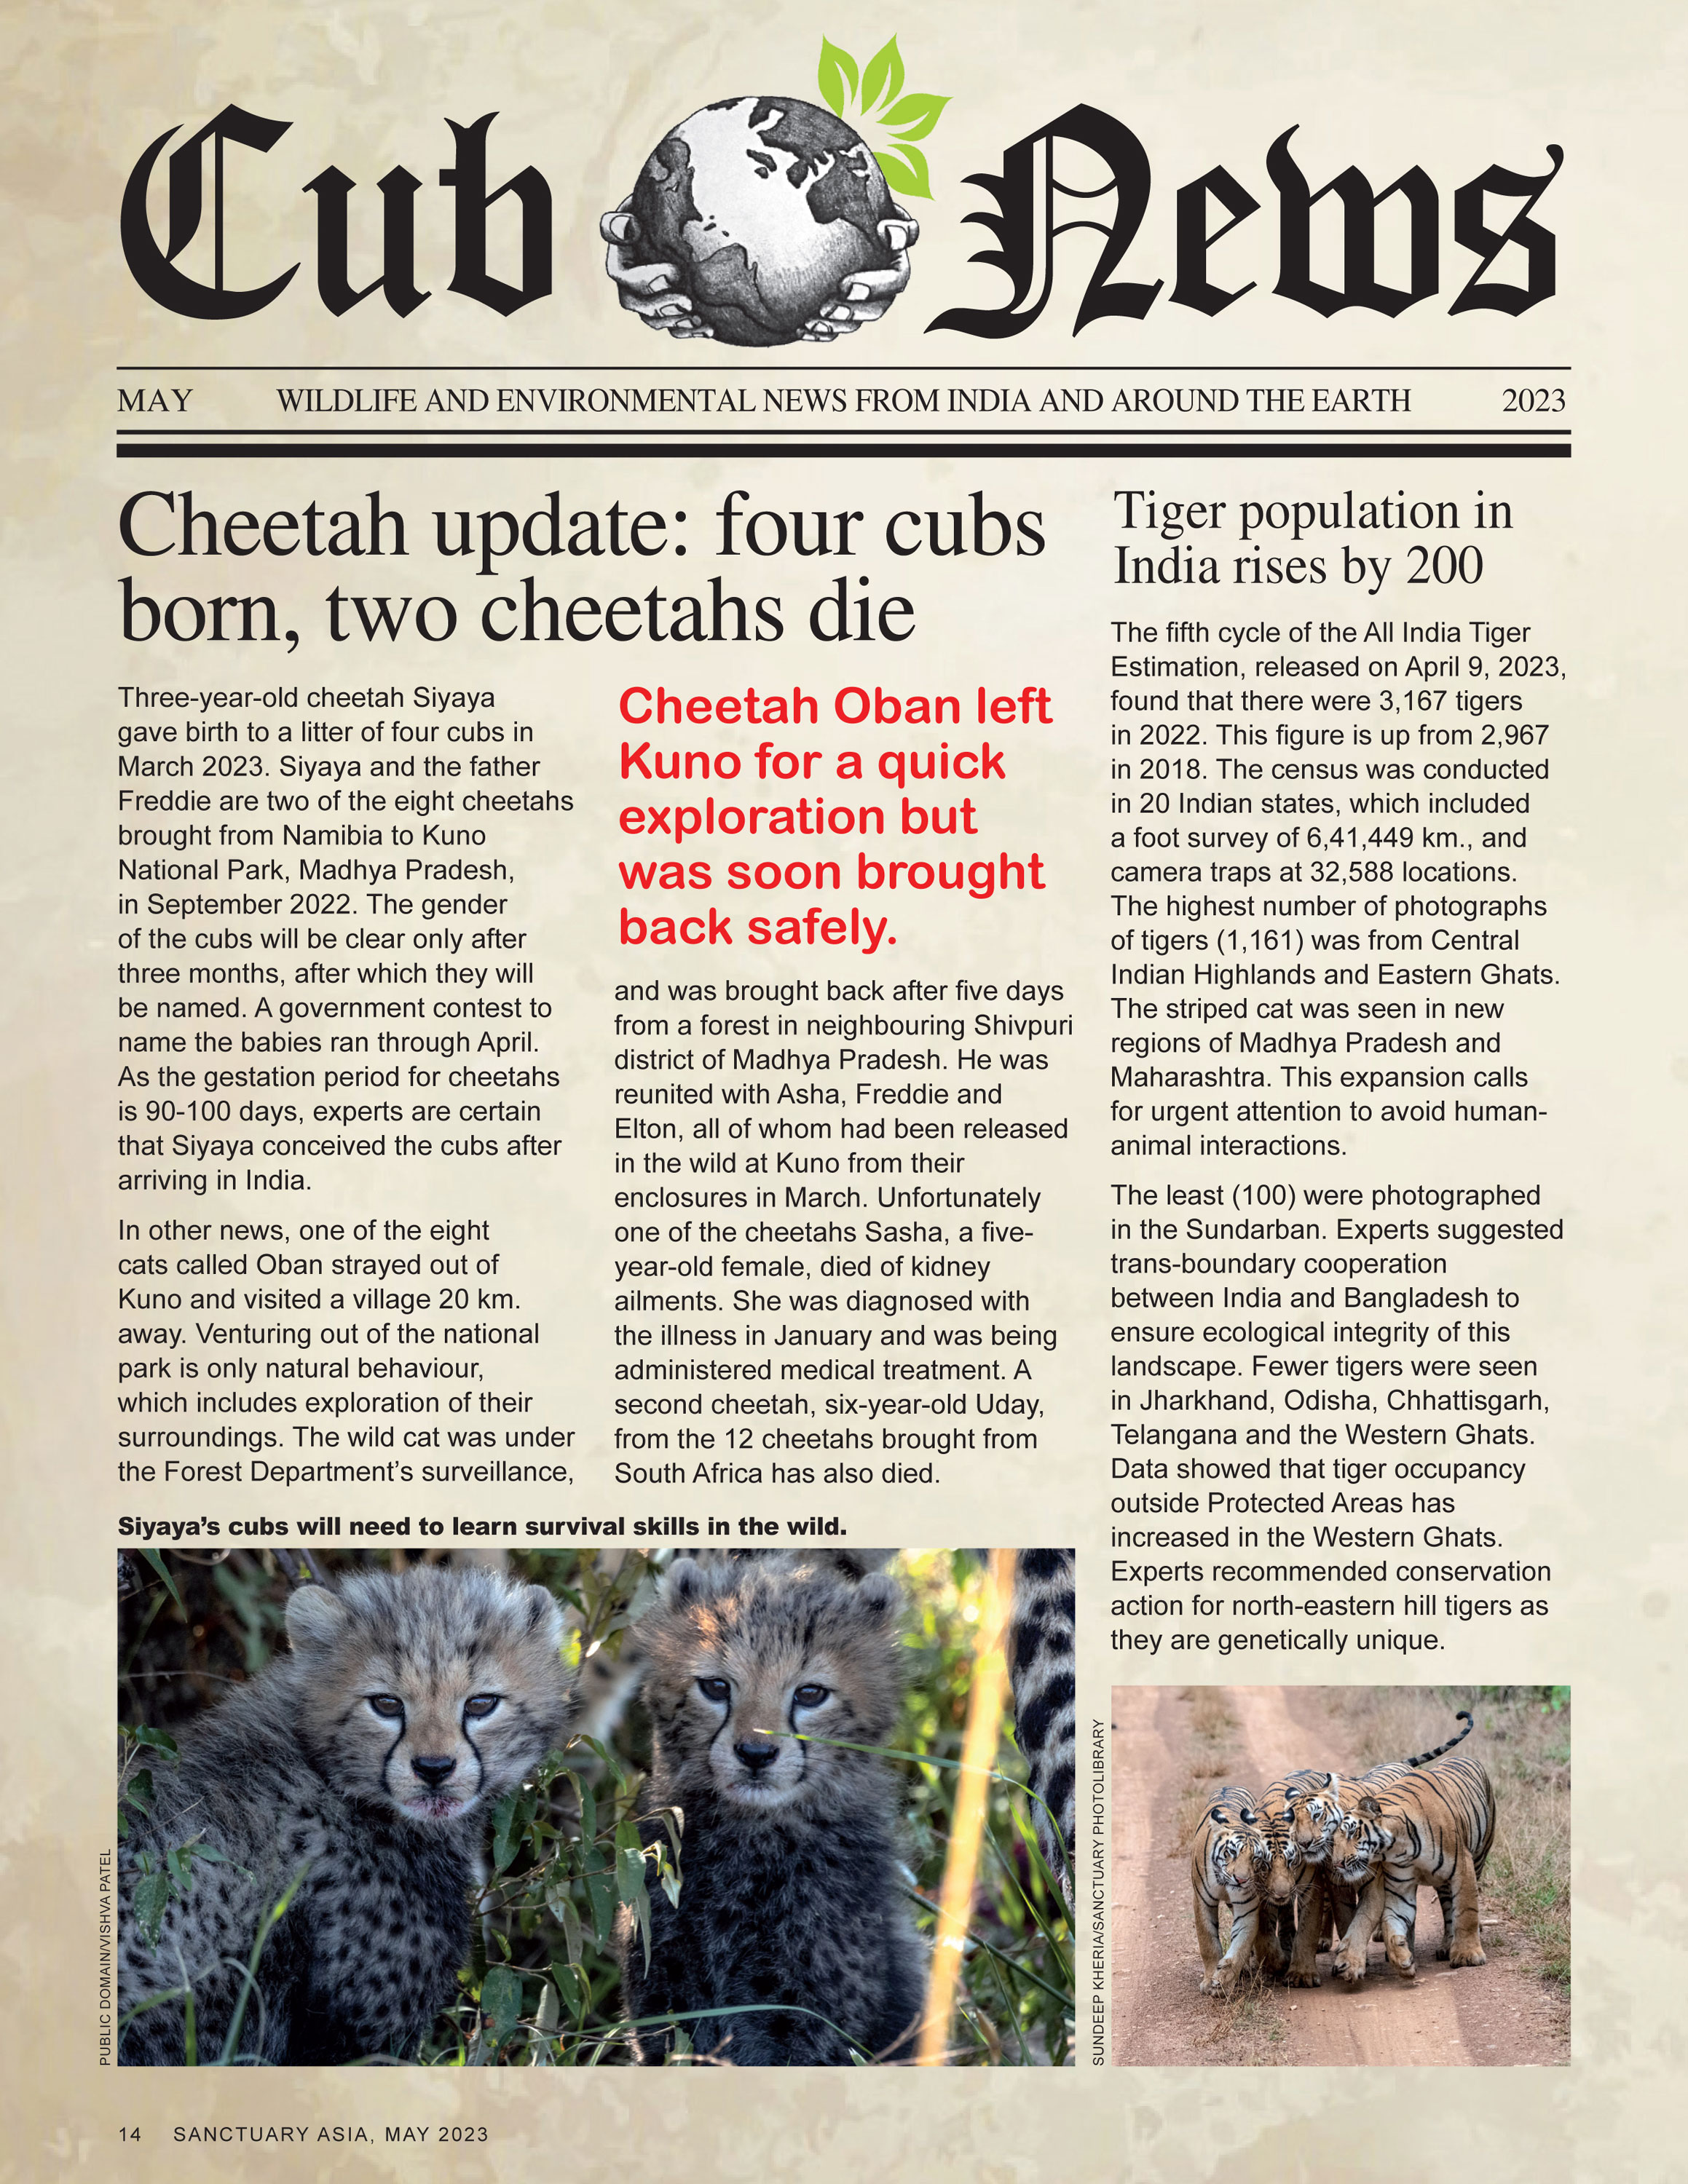 Cub News
MAY WILDLIFE AND ENVIRONMENTAL NEWS FROM INDIA AND AROUND THE EARTH 2023
Cheetah update: four cubs
born, two cheetahs die
Three-year-old cheetah Siyaya
gave birth to a litter of four cubs in
March 2023. Siyaya and the father
Freddie are two of the eight cheetahs
brought from Namibia to Kuno
National Park, Madhya Pradesh,
in September 2022. The gender
of the cubs will be clear only after
three months, after which they will
be named. A government contest to
name the babies ran through April.
As the gestation period for cheetahs
is 90-100 days, experts are certain
that Siyaya conceived the cubs after
arriving in India.
In other news, one of the eight
cats called Oban strayed out of
Kuno and visited a village 20 km.
away. Venturing out of the national
park is only natural behaviour,
which includes exploration of their
surroundings. The wild cat was under
the Forest Department's surveillance,
Cheetah Oban left
Kuno for a quick
exploration but
was soon brought
back safely.
and was brought back after five days
from a forest in neighbouring Shivpuri
district of Madhya Pradesh. He was
reunited with Asha, Freddie and
Elton, all of whom had been released
in the wild at Kuno from their
enclosures in March. Unfortunately
one of the cheetahs Sasha, a five-
year-old female, died of kidney
ailments. She was diagnosed with
the illness in January and was being
administered medical treatment. A
second cheetah, six-year-old Uday,
from the 12 cheetahs brought from
South Africa has also died.
Siyaya's cubs will need to learn survival skills in the wild.
PUBLIC DOMAIN/VISHVA PATEL
Tiger population in
India rises by 200
The fifth cycle of the All India Tiger
Estimation, released on April 9, 2023,
found that there were 3,167 tigers
in 2022. This figure is up from 2,967
in 2018. The census was conducted
in 20 Indian states, which included
a foot survey of 6,41,449 km., and
camera traps at 32,588 locations.
The highest number of photographs
of tigers (1,161) was from Central
Indian Highlands and Eastern Ghats.
The striped cat was seen in new
regions of Madhya Pradesh and
Maharashtra. This expansion calls
for urgent attention to avoid human-
animal interactions.
The least (100) were photographed
in the Sundarban. Experts suggested
trans-boundary cooperation
between India and Bangladesh to
ensure ecological integrity of this
landscape. Fewer tigers were seen
in Jharkhand, Odisha, Chhattisgarh,
Telangana and the Western Ghats.
Data showed that tiger occupancy
outside Protected Areas has
increased in the Western Ghats.
Experts recommended conservation
action for north-eastern hill tigers as
they are genetically unique.
SUNDEEP KHERIA/SANCTUARY PHOTOLIBRARY
14 SANCTUARY ASIA, MAY 2023